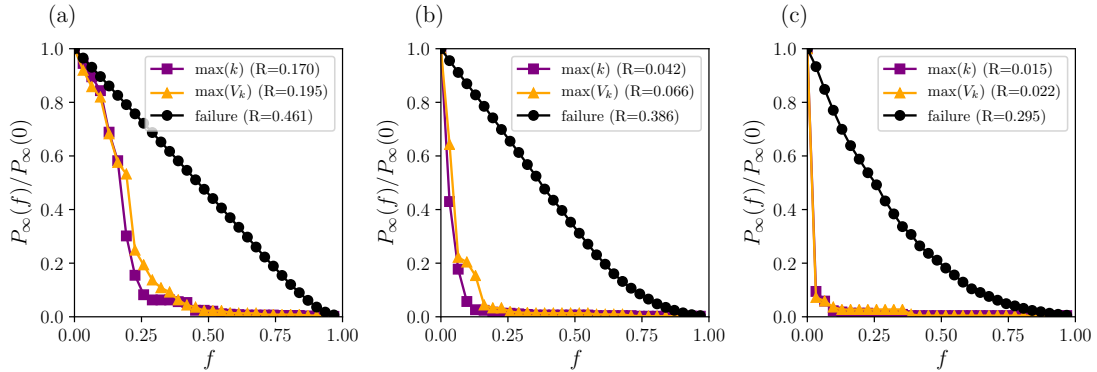 (a)
1.0
0.8
0.6
0.4
0.2
0.0
P∞(f)/P∞(0)
max(k) (R=0.170)
max(Vk) (R=0.195)
failure (R=0.461)
0.00 0.25 0.50 0.75 1.00
f
(b)
1.0
0.8
0.6
0.4
0.2
0.0
P∞(f)/P∞(0)
max(k) (R=0.042)
max(Vk) (R=0.066)
failure (R=0.386)
0.00 0.25 0.50 0.75 1.00
f
(c)
1.0
0.8
0.6
0.4
0.2
0.0
P∞(f)/P∞(0)
max(k) (R=0.015)
max(Vk) (R=0.022)
failure (R=0.295)
0.00 0.25 0.50 0.75 1.00
f